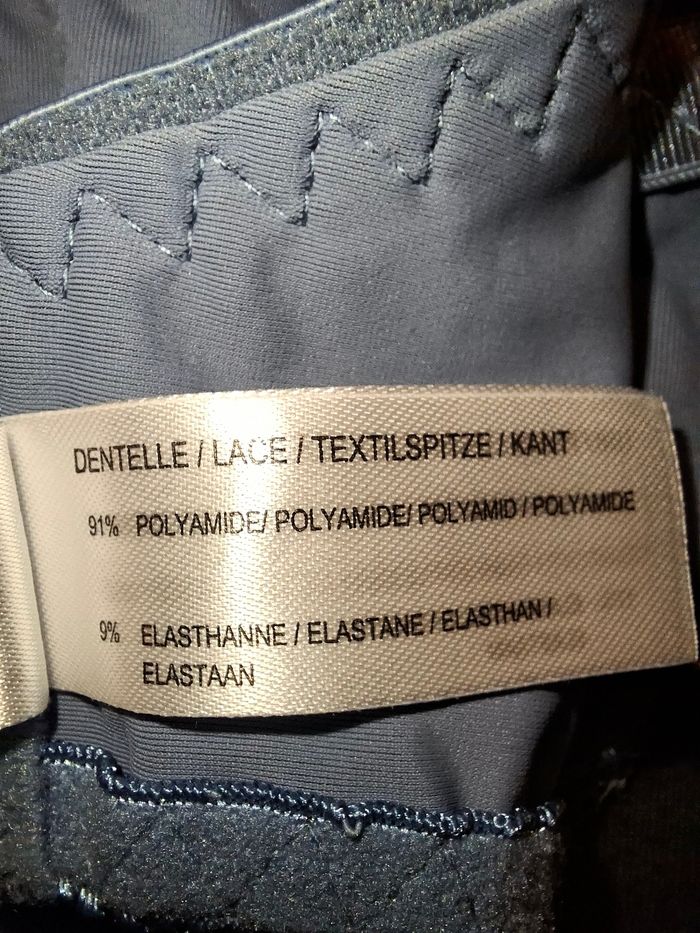 DENTELLE / LACE / TEXTILSPITZE / KANT
91% POLYAMIDE/ POLYAMIDE/ POLYAMID / POLYAMIDE
9% ELASTHANNE / ELASTANE / ELASTHAN /
ELASTAAN